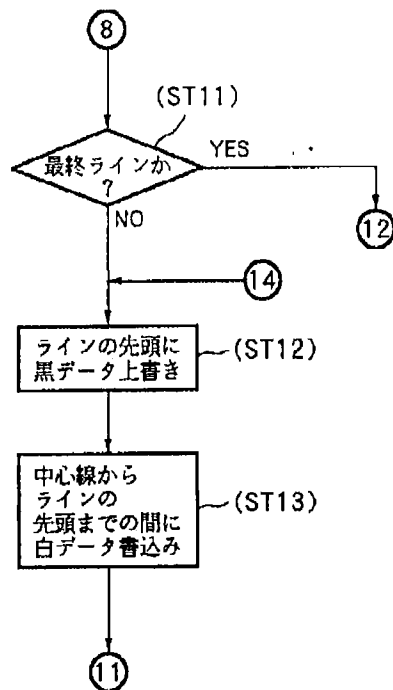 8
(ST11)
最終ラインか
?
YES
12
NO
14
ラインの先頭に
黒データ上書き
(ST12)
中心線から
ラインの
先頭までの間に
白データ書込み
(ST13)
11